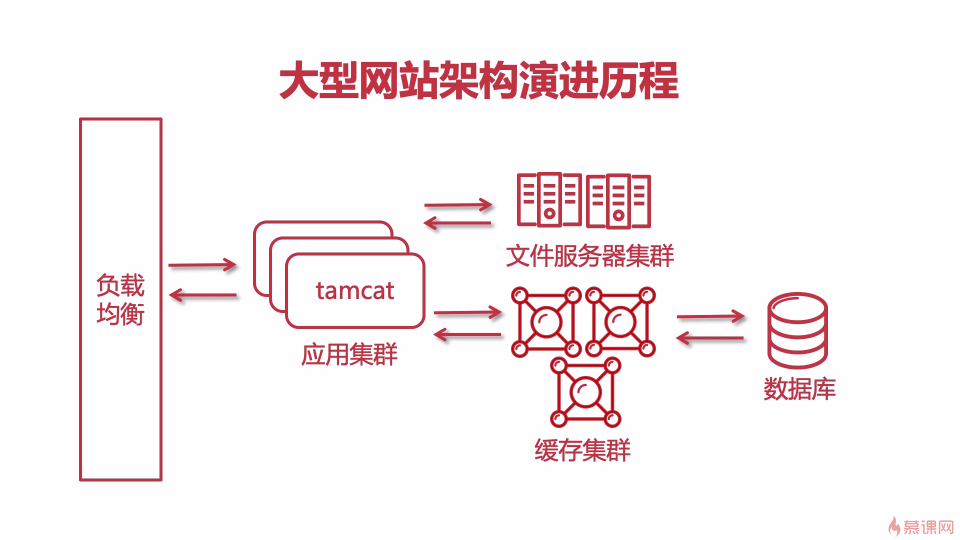 大型网站架构演进历程
负载
均衡
tamcat
应用集群
文件服务器集群
缓存集群
数据库
慕课网